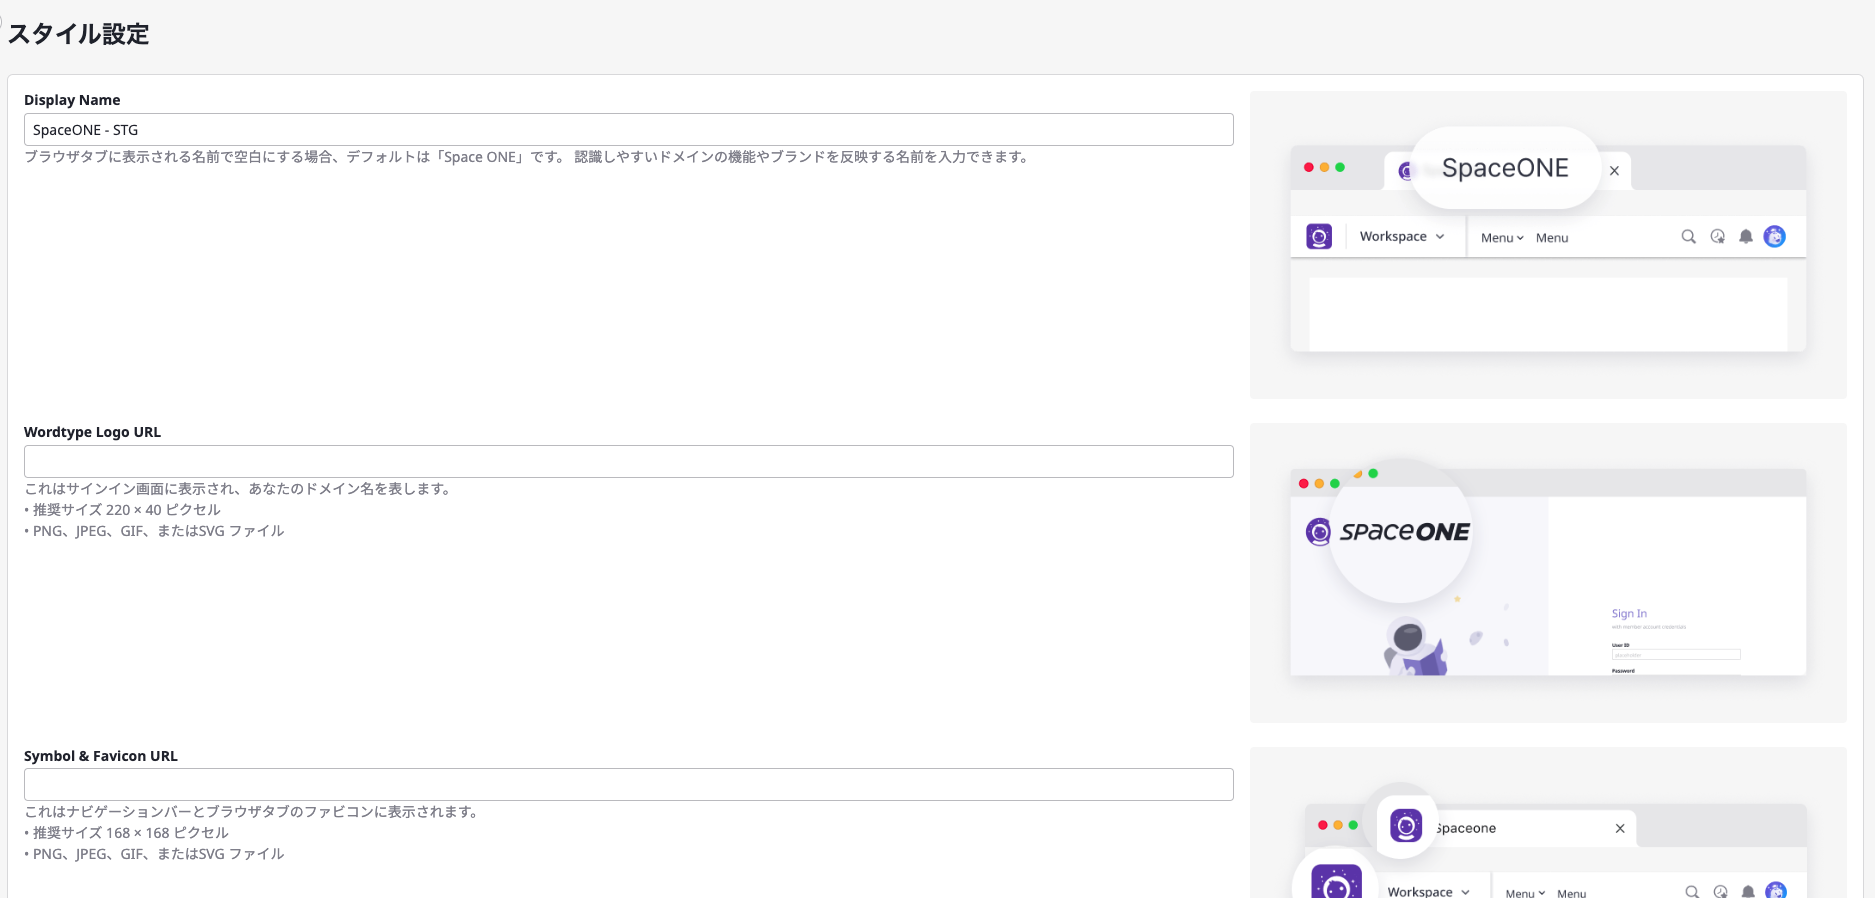 スタイル設定
Display Name
SpaceONE - STG
ブラウザタブに表示される名前で空白にする場合、デフォルトは「Space ONE」です。 認識しやすいドメインの機能やブランドを反映する名前を入力できます。
SpaceONE
Workspace
Menu Menu
Wordtype Logo URL
これはサインイン画面に表示され、あなたのドメイン名を表します。
• 推奨サイズ 220 × 40 ピクセル
• PNG、JPEG、GIF、またはSVG ファイル
spaceONE
Sign In
with member account credentials
User ID
Password
Symbol & Favicon URL
これはナビゲーションバーとブラウザタブのファビコンに表示されます。
• 推奨サイズ 168 × 168 ピクセル
• PNG、JPEG、GIF、またはSVG ファイル
Spaceone
Workspace
Menu Menu